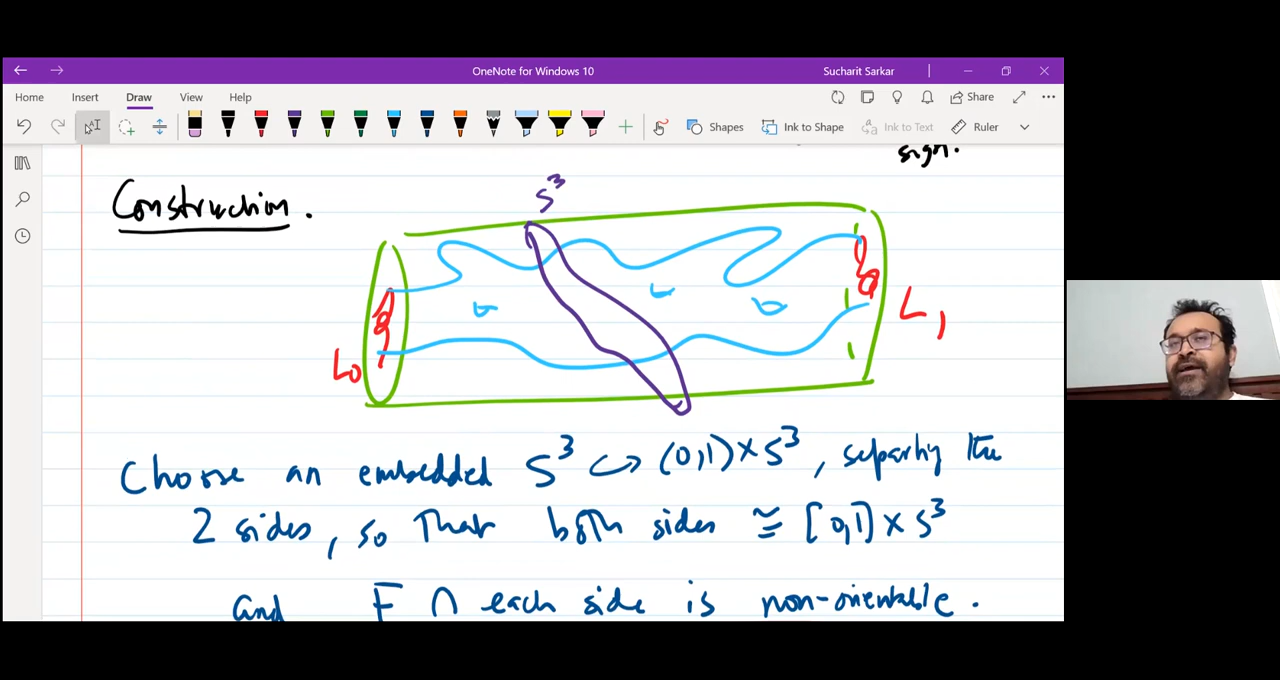 OneNote for Windows 10
Sucharit Sarkar
Home Insert Draw View Help
Share
Shapes Ink to Shape Ink to Text Ruler
sign.
Construction.
S³
L₀
L₁
Choose an embedded S³ ↪ (0,1) × S³, separating the
2 sides, so that both sides ≅ [0,1] × S³
and F ∩ each side is non-orientable.